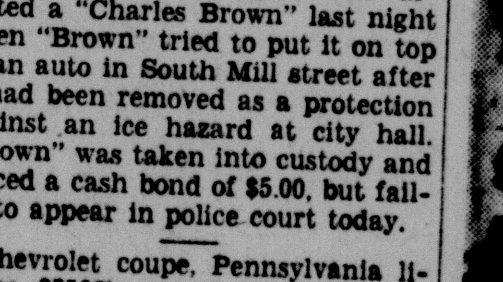 ted a "Charles Brown" last night
en "Brown" tried to put it on top
an auto in South Mill street after
had been removed as a protection
inst an ice hazard at city hall.
own" was taken into custody and
ced a cash bond of $5.00, but fail-
to appear in police court today.
hevrolet coupe, Pennsylvania li-